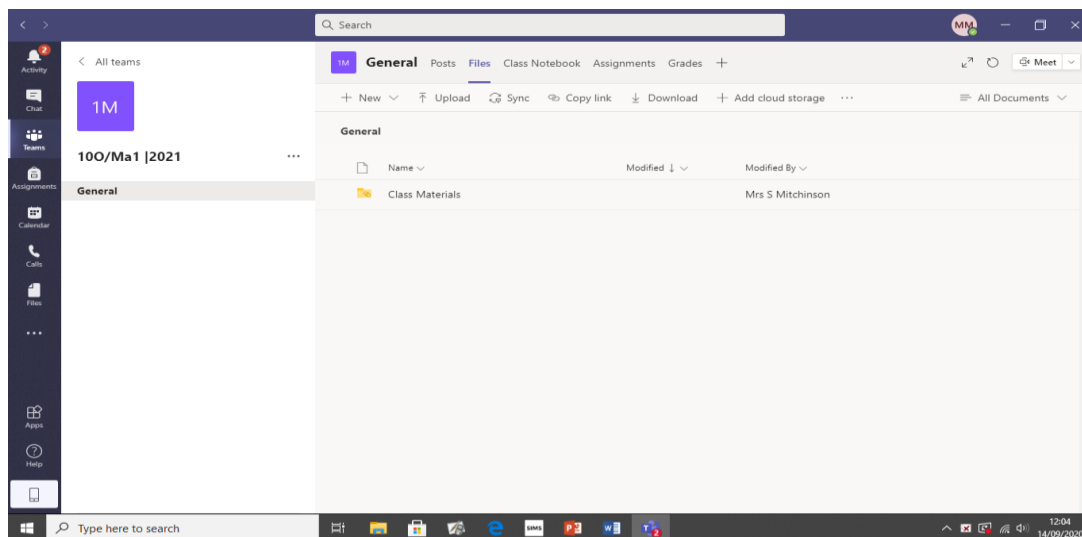 Search
MM
2
Activity
Chat
Teams
Assignments
Calendar
Calls
Files
Apps
Help
All teams
1M
10O/Ma1 |2021
General
1M General Posts Files Class Notebook Assignments Grades
Meet
New Upload Sync Copy link Download Add cloud storage
All Documents
General
Name Modified Modified By
Class Materials Mrs S Mitchinson
Type here to search
SIMS
12:04
14/09/2020